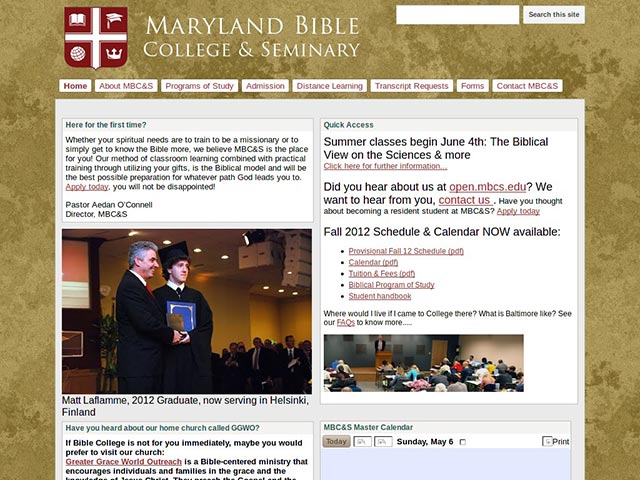 MARYLAND BIBLE
COLLEGE & SEMINARY
Search this site
Home
About MBC&S
Programs of Study
Admission
Distance Learning
Transcript Requests
Forms
Contact MBC&S
Here for the first time?
Whether your spiritual needs are to train to be a missionary or to
simply get to know the Bible more, we believe MBC&S is the place
for you! Our method of classroom learning combined with practical
training through utilizing your gifts, is the Biblical model and will be
the best possible preparation for whatever path God leads you to.
Apply today, you will not be disappointed!
Pastor Aedan O'Connell
Director, MBC&S
Matt Laflamme, 2012 Graduate, now serving in Helsinki,
Finland
Have you heard about our home church called GGWO?
If Bible College is not for you immediately, maybe you would
prefer to visit our church:
Greater Grace World Outreach is a Bible-centered ministry that
encourages individuals and families in the grace and the
knowledge of Jesus Christ. They preach the Gospel and the
Quick Access
Summer classes begin June 4th: The Biblical
View on the Sciences & more
Click here for further information...
Did you hear about us at open.mbcs.edu? We
want to hear from you, contact us . Have you thought
about becoming a resident student at MBC&S? Apply today
Fall 2012 Schedule & Calendar NOW available:
Provisional Fall 12 Schedule (pdf)
Calendar (pdf)
Tuition & Fees (pdf)
Biblical Program of Study
Student handbook
Where would I live if I came to College there? What is Baltimore like? See
our FAQs to know more.....
MBC&S Master Calendar
Today
Sunday, May 6
Print